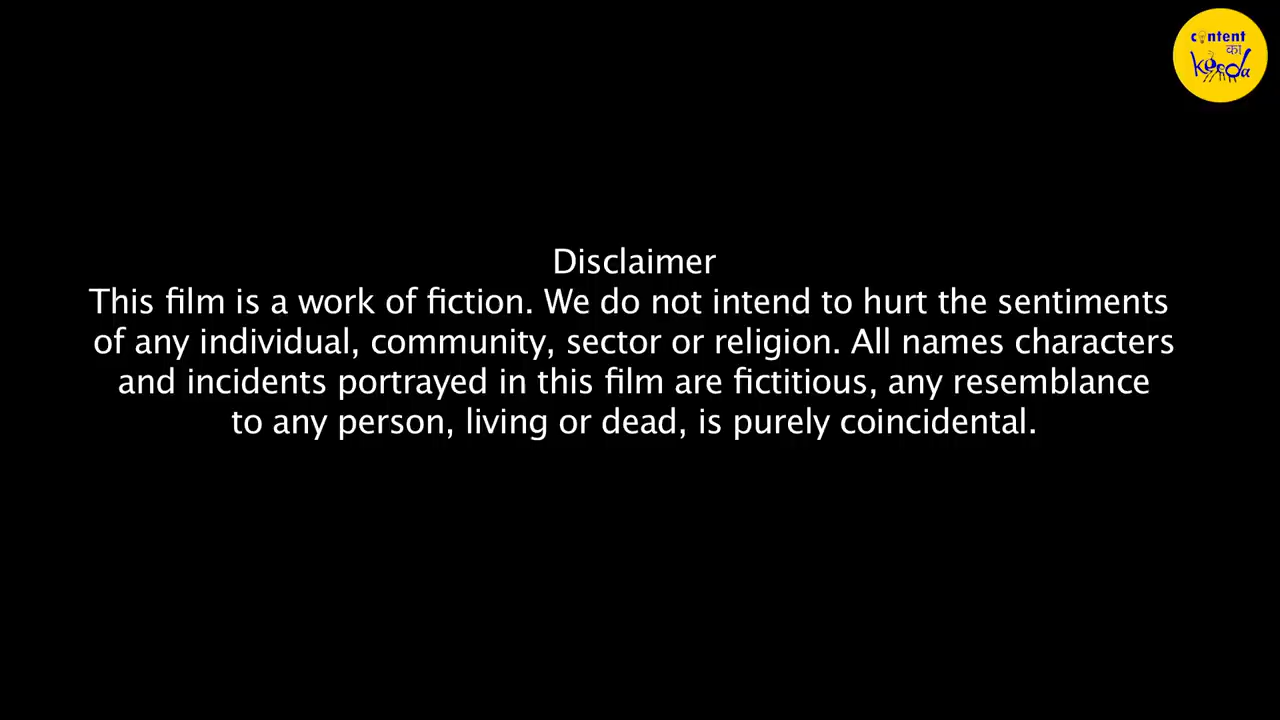 content
का
keeda
Disclaimer
This film is a work of fiction. We do not intend to hurt the sentiments
of any individual, community, sector or religion. All names characters
and incidents portrayed in this film are fictitious, any resemblance
to any person, living or dead, is purely coincidental.